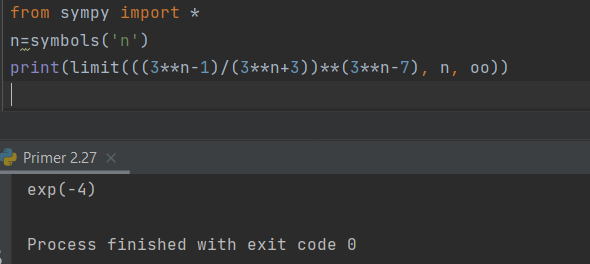 from sympy import *
n=symbols('n')
print(limit(((3**n-1)/(3**n+3))**(3**n-7), n, oo))
Primer 2.27
exp(-4)
Process finished with exit code 0